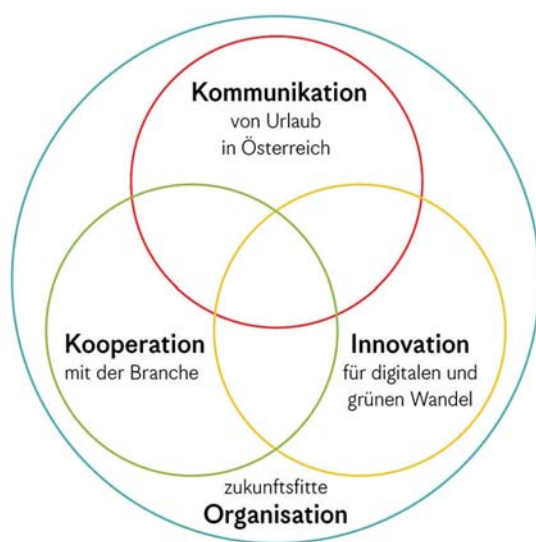 Kommunikation
von Urlaub
in Österreich
Kooperation
mit der Branche
Innovation
für digitalen und
grünen Wandel
zukunftsfitte
Organisation